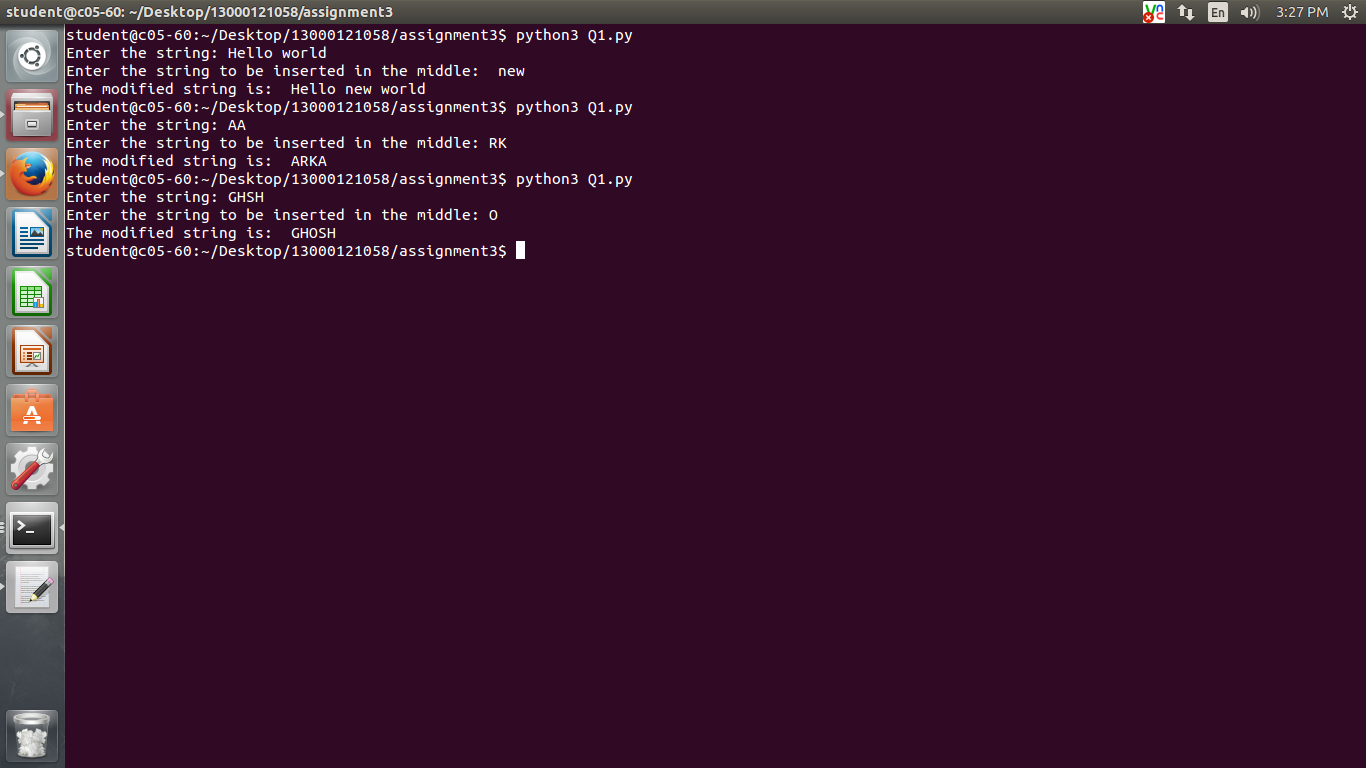 student@c05-60: ~/Desktop/13000121058/assignment3
En
3:27 PM
student@c05-60:~/Desktop/13000121058/assignment3$ python3 Q1.py
Enter the string: Hello world
Enter the string to be inserted in the middle:  new
The modified string is:  Hello new world
student@c05-60:~/Desktop/13000121058/assignment3$ python3 Q1.py
Enter the string: AA
Enter the string to be inserted in the middle: RK
The modified string is:  ARKA
student@c05-60:~/Desktop/13000121058/assignment3$ python3 Q1.py
Enter the string: GHSH
Enter the string to be inserted in the middle: O
The modified string is:  GHOSH
student@c05-60:~/Desktop/13000121058/assignment3$